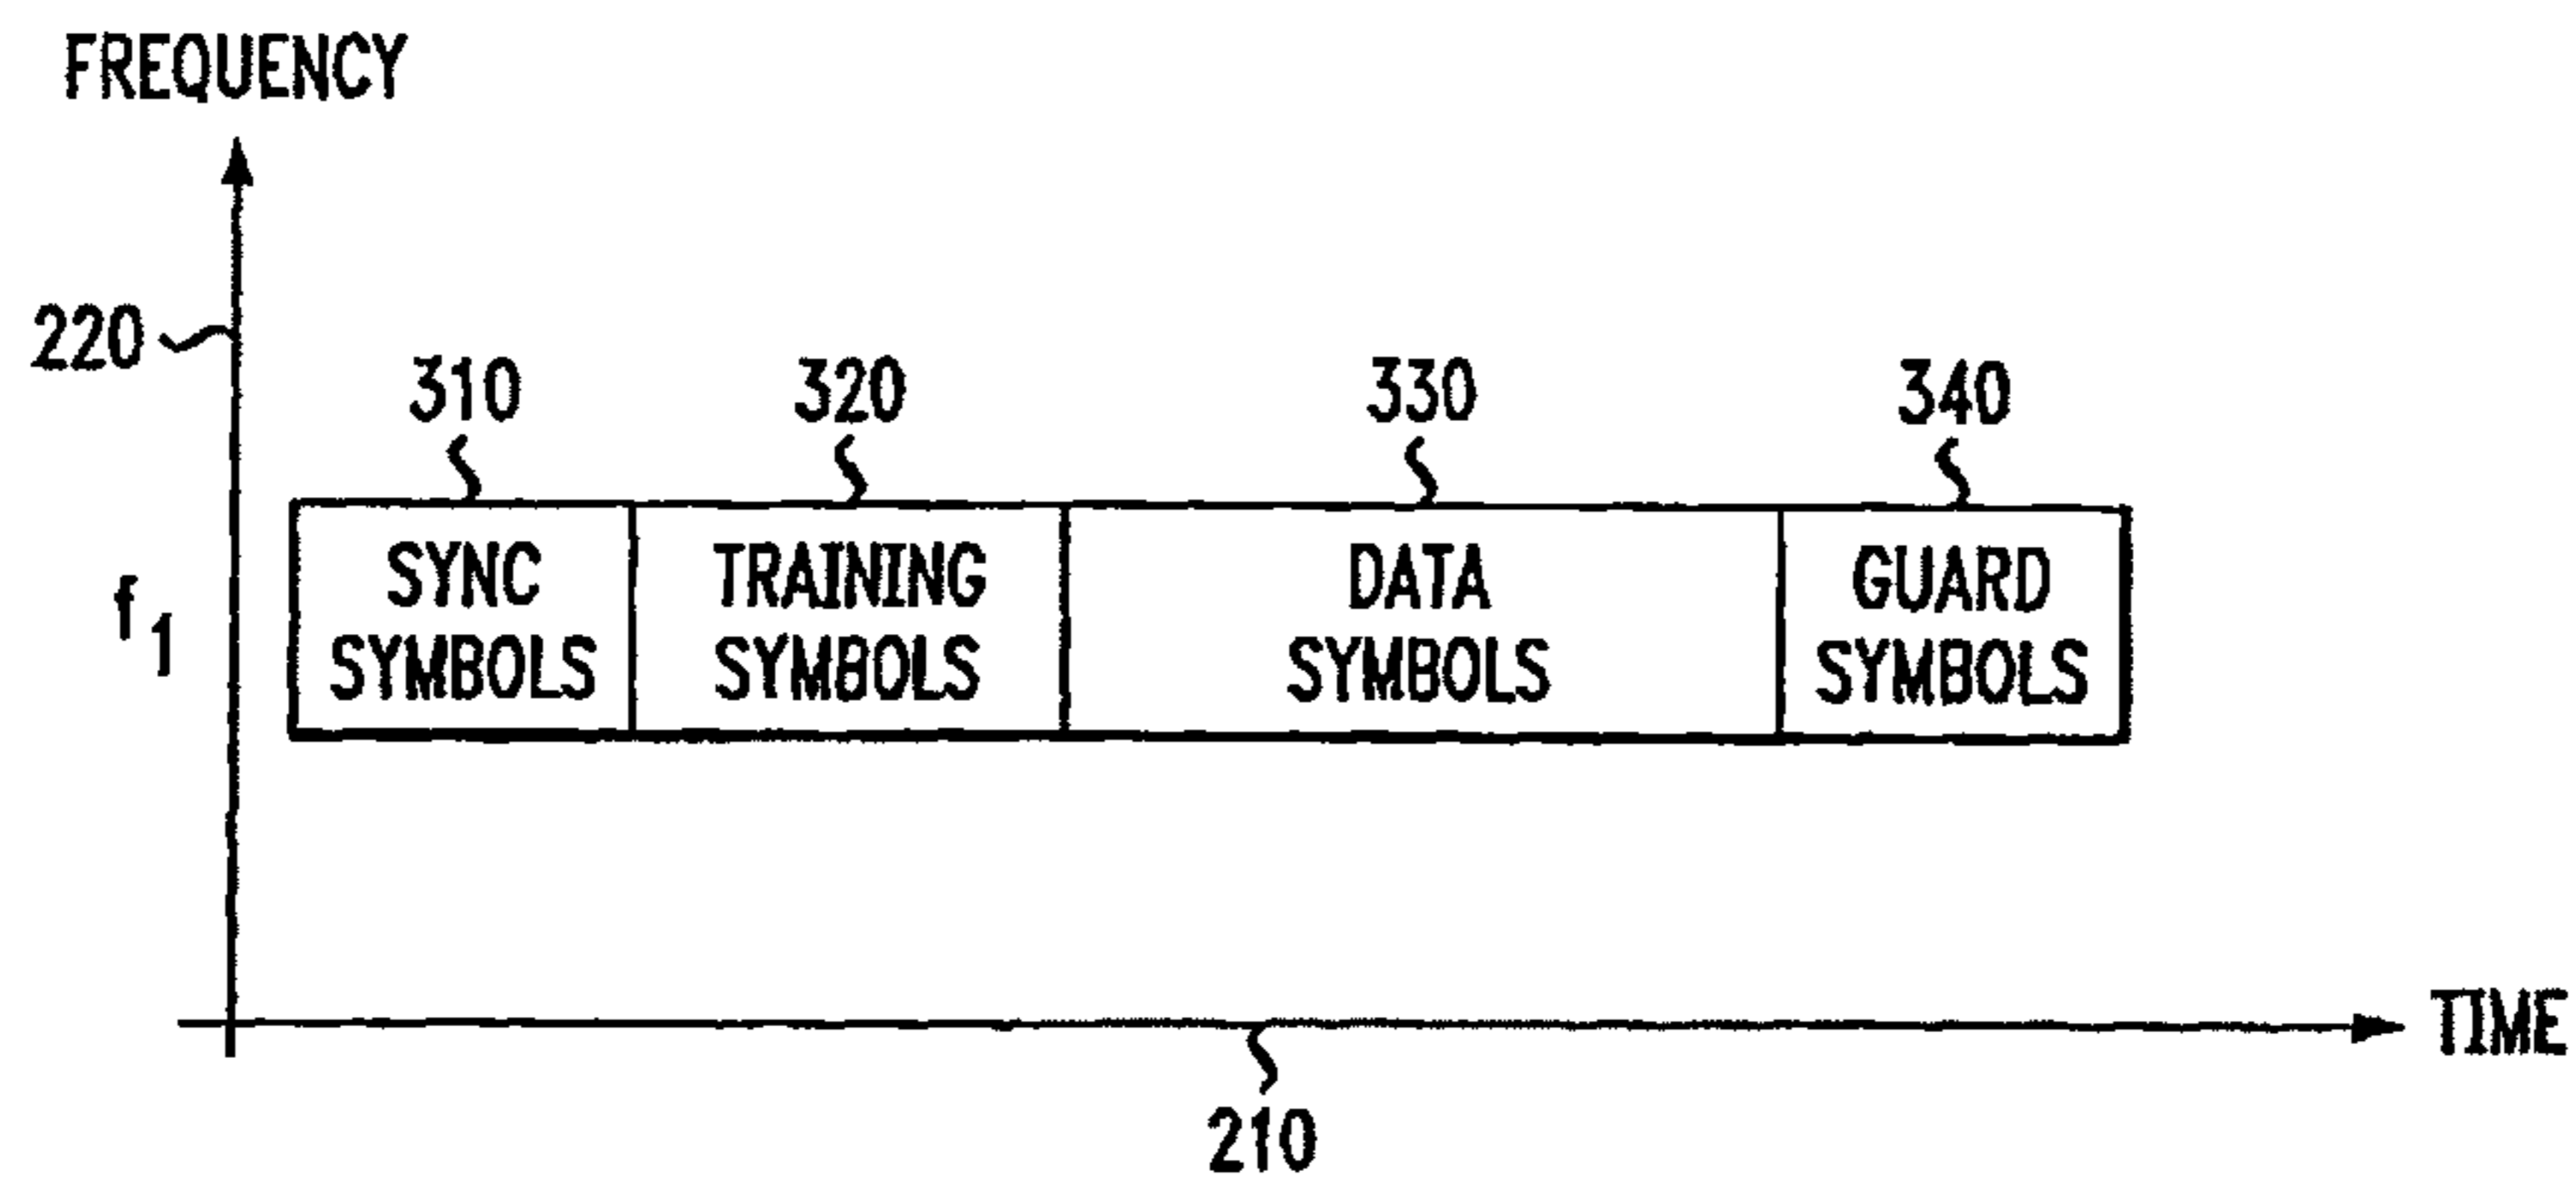 FREQUENCY
220
310
320
330
340
SYNC
SYMBOLS
TRAINING
SYMBOLS
DATA
SYMBOLS
GUARD
SYMBOLS
f1
TIME
210